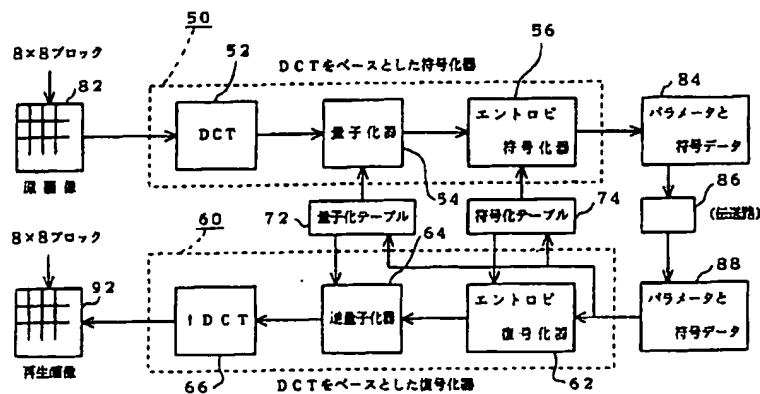 50
56
8×8ブロック
52
DCTをベースとした符号化器
84
82
DCT
量子化器
エントロピ
符号化器
パラメータと
符号データ
原画像
54
86
72
量子化テーブル
符号化テーブル
74
(伝送路)
60
64
8×8ブロック
88
92
IDCT
逆量子化器
エントロピ
復号化器
パラメータと
符号データ
再生画像
66
DCTをベースとした復号化器
62